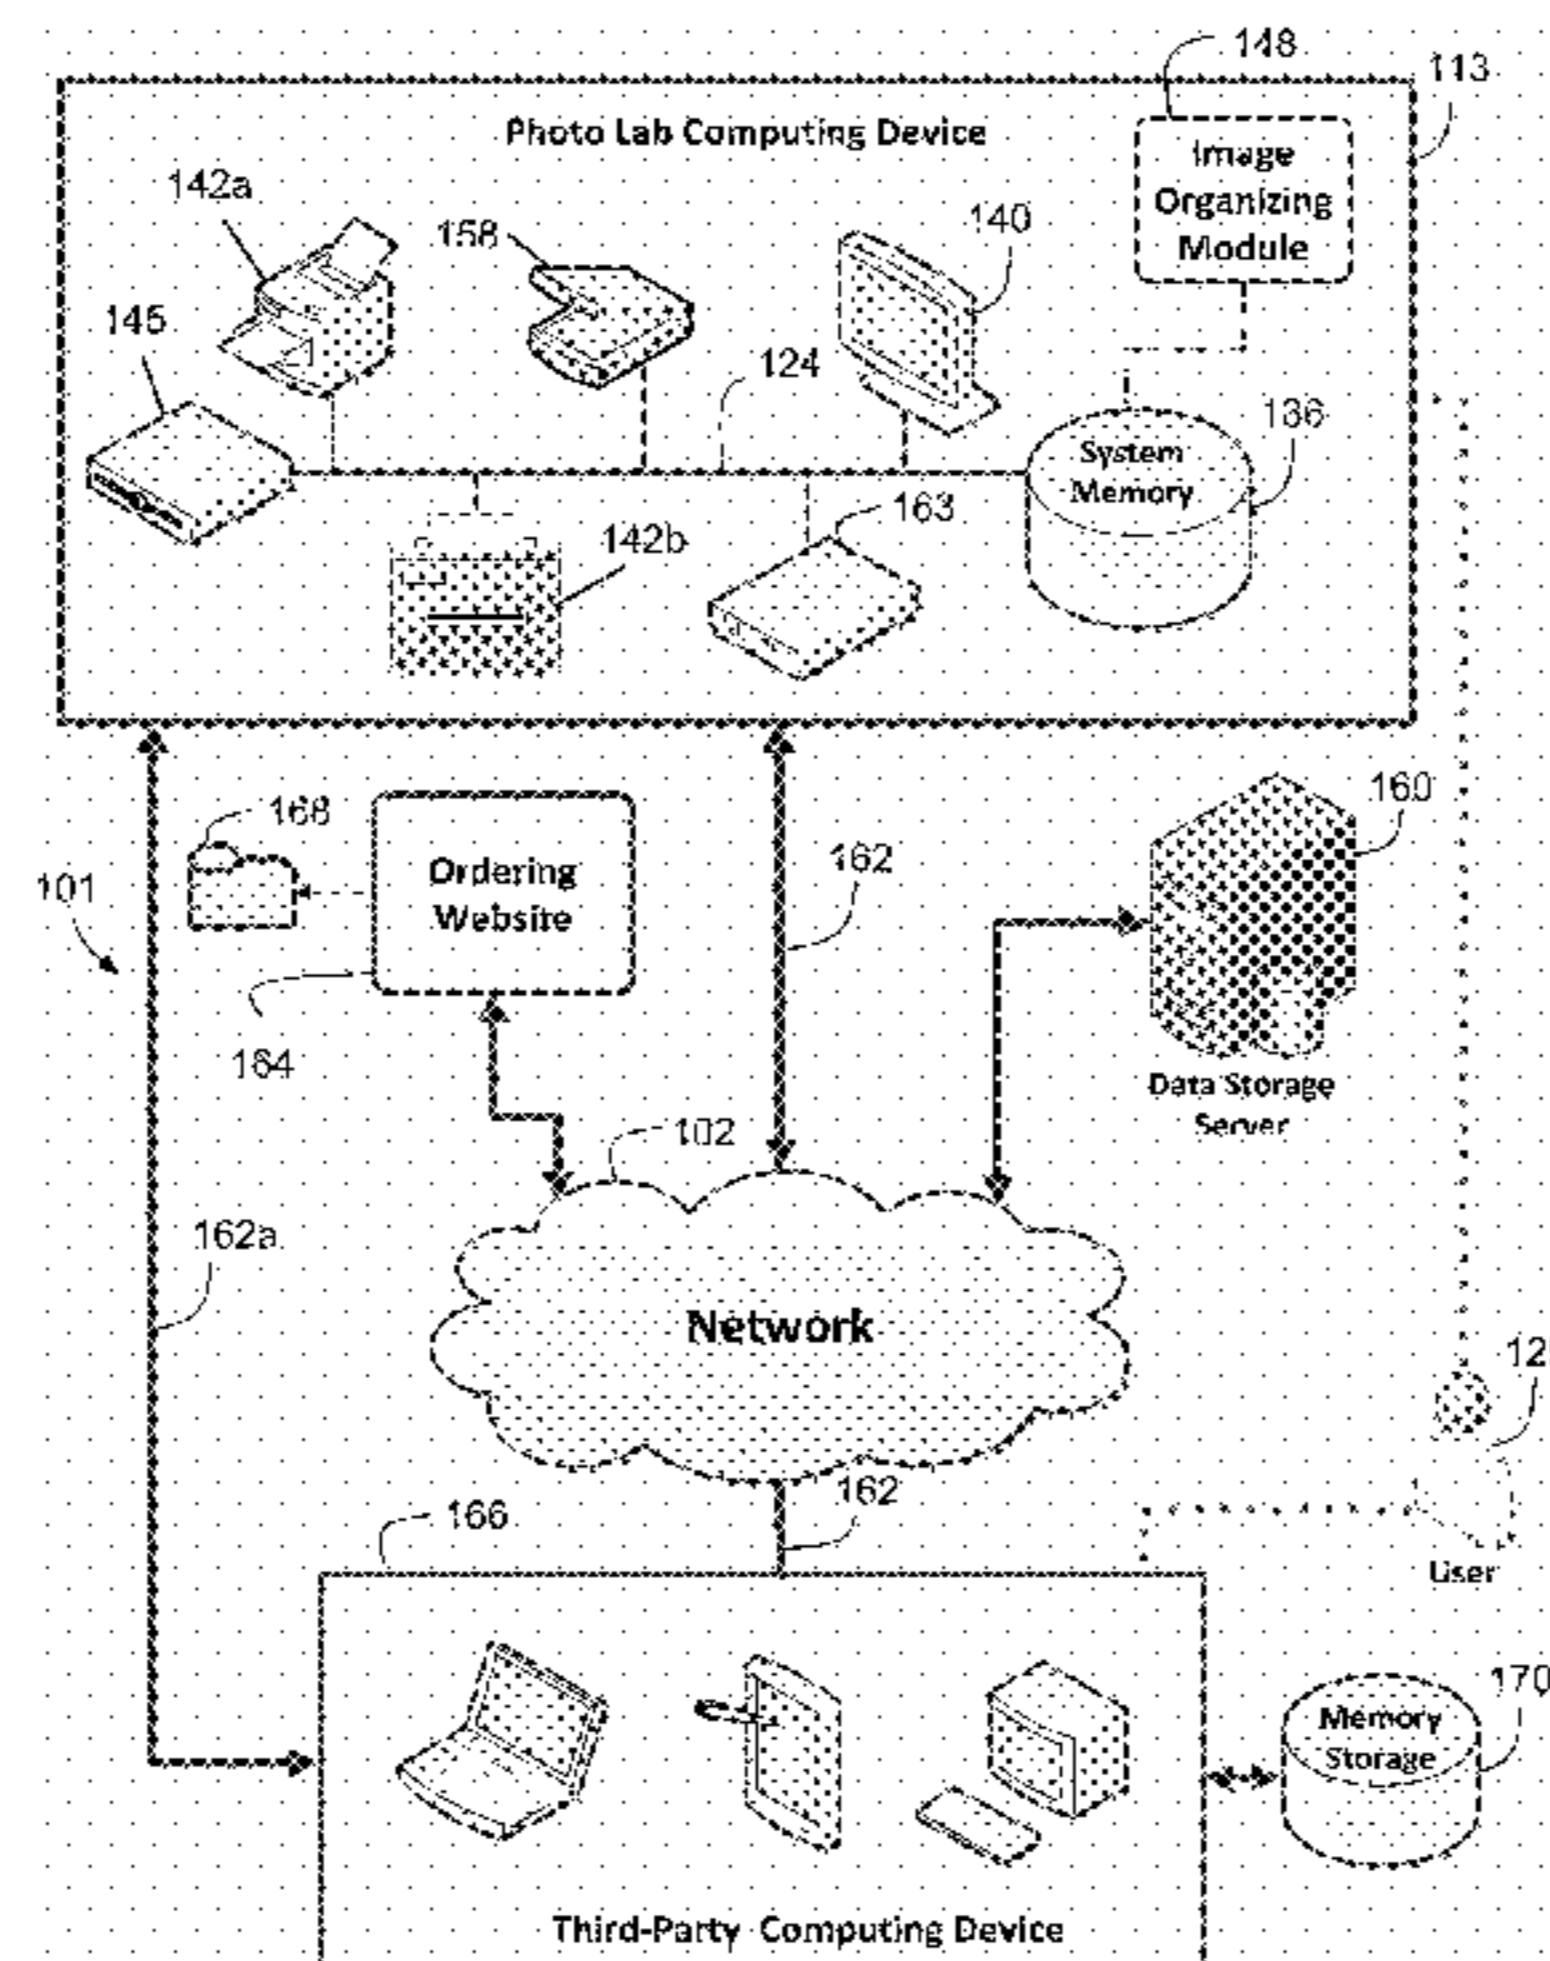 148
113
Photo Lab Computing Device
Image
Organizing
Module
142a
158
140
145
124
136
System
Memory
163
142b
168
160
Ordering
Website
162
101
164
Data Storage
Server
102
162a
Network
162
166
User
170
Memory
Storage
Third-Party Computing Device